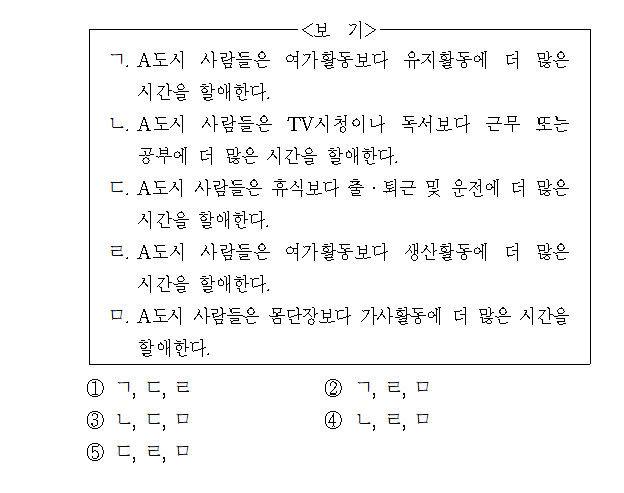 <보 기>
ㄱ. A도시 사람들은 여가활동보다 유지활동에 더 많은
시간을 할애한다.
ㄴ. A도시 사람들은 TV시청이나 독서보다 근무 또는
공부에 더 많은 시간을 할애한다.
ㄷ. A도시 사람들은 휴식보다 출·퇴근 및 운전에 더 많은
시간을 할애한다.
ㄹ. A도시 사람들은 여가활동보다 생산활동에 더 많은
시간을 할애한다.
ㅁ. A도시 사람들은 몸단장보다 가사활동에 더 많은 시간을
할애한다.
① ㄱ, ㄷ, ㄹ ② ㄱ, ㄹ, ㅁ
③ ㄴ, ㄷ, ㅁ ④ ㄴ, ㄹ, ㅁ
⑤ ㄷ, ㄹ, ㅁ